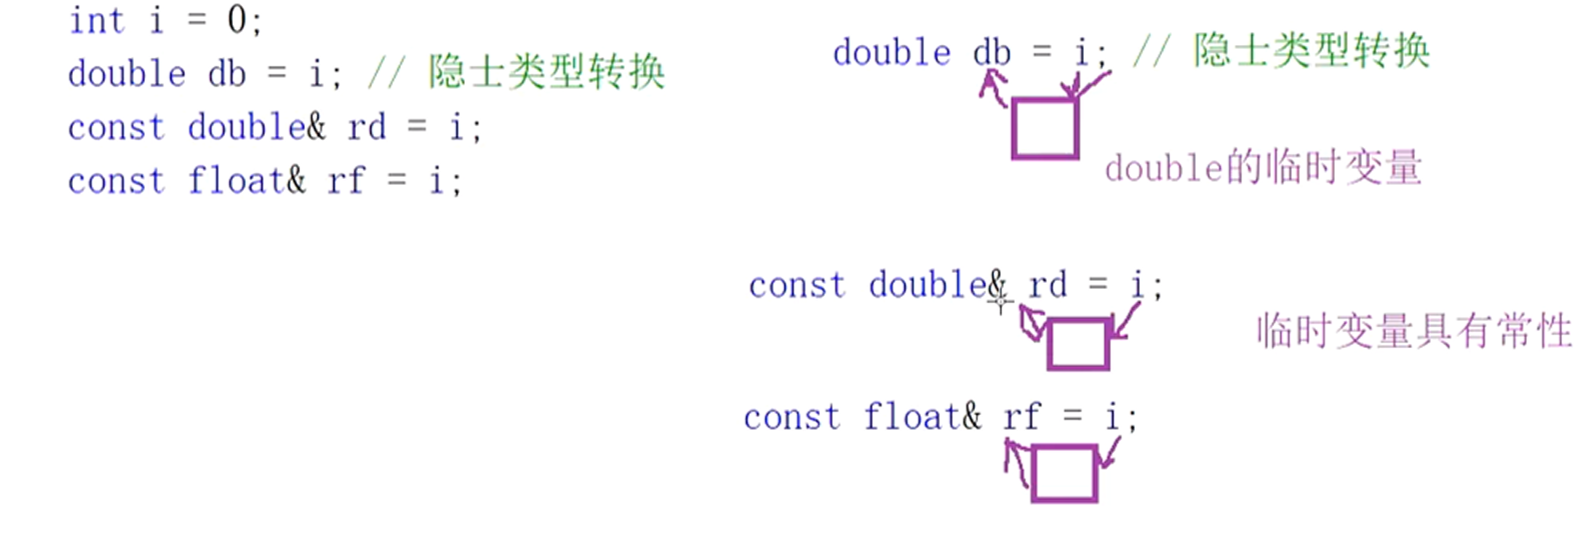 int i = 0;
double db = i; // 隐士类型转换
const double& rd = i;
const float& rf = i;
double db = i; // 隐士类型转换
double的临时变量
const double& rd = i;
临时变量具有常性
const float& rf = i;